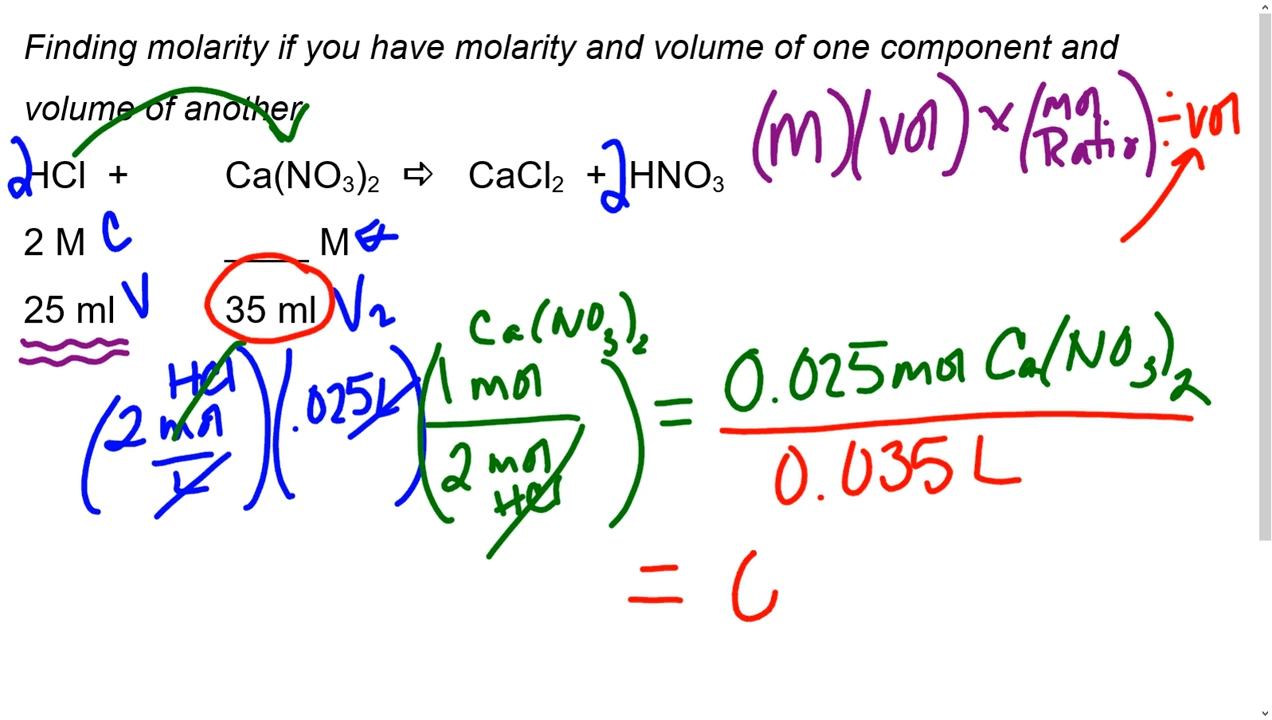 Finding molarity if you have molarity and volume of one component and
volume of another
(M)(vol) × (mol. Ratio) ÷ vol
2HCl + Ca(NO₃)₂ ⇨ CaCl₂ + 2HNO₃
2 M C _____ M ←
25 ml V 35 ml V₂
(2 mol HCl / L)(.025L)(1 mol Ca(NO₃)₂ / 2 mol HCl) = 0.025 mol Ca(NO₃)₂ / 0.035 L
= 0